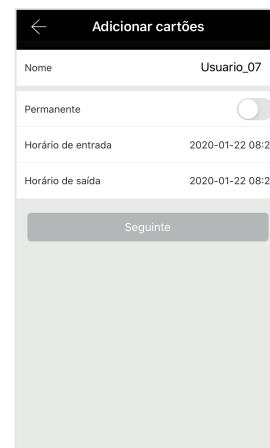 Adicionar cartões
Nome Usuario_07
Permanente
Horário de entrada 2020-01-22 08:2
Horário de saída 2020-01-22 08:2
Seguinte